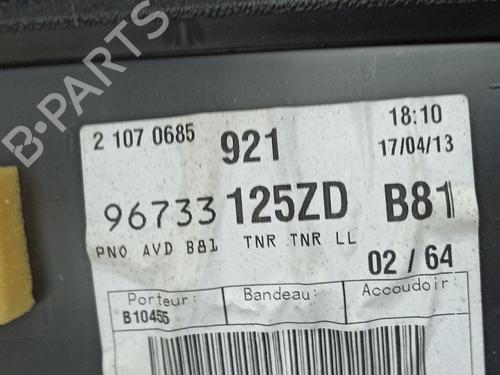 B-PARTS
2 107 0685 921 18:10
17/04/13
96733 125ZD B81
PNO AVD B81 TNR TNR LL
02 / 64
Porteur: Bandeau: Accoudoir:
B10455